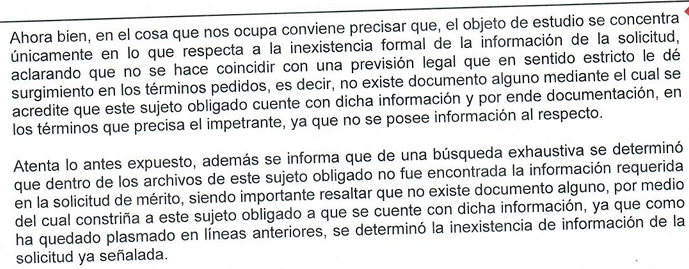 Ahora bien, en el cosa que nos ocupa conviene precisar que, el objeto de estudio se concentra
únicamente en lo que respecta a la inexistencia formal de la información de la solicitud,
aclarando que no se hace coincidir con una previsión legal que en sentido estricto le dé
surgimiento en los términos pedidos, es decir, no existe documento alguno mediante el cual se
acredite que este sujeto obligado cuente con dicha información y por ende documentación, en
los términos que precisa el impetrante, ya que no se posee información al respecto.
Atenta lo antes expuesto, además se informa que de una búsqueda exhaustiva se determinó
que dentro de los archivos de este sujeto obligado no fue encontrada la información requerida
en la solicitud de mérito, siendo importante resaltar que no existe documento alguno, por medio
del cual constriña a este sujeto obligado a que se cuente con dicha información, ya que como
ha quedado plasmado en líneas anteriores, se determinó la inexistencia de información de la
solicitud ya señalada.